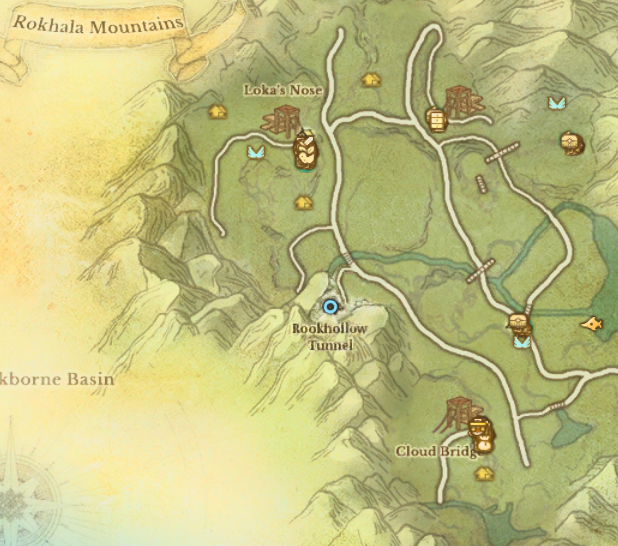 Rokhala Mountains
Loka's Nose
Rookhollow
Tunnel
kborne Basin
Cloud Bridg